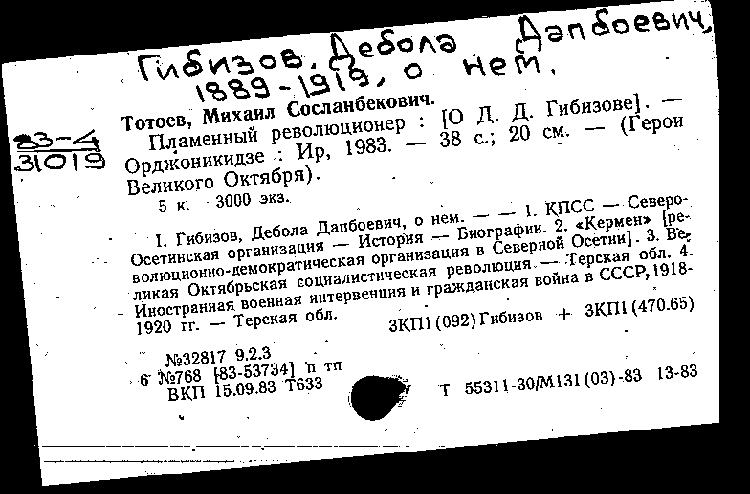 Гибизов, Дебола Дапбоевич,
1889-1919, о нем.
83-4
31019
Тотоев, Михаил Сосланбекович.
Пламенный революционер : [О Д. Д. Гибизове]. —
Орджоникидзе : Ир, 1983. — 38 с.; 20 см. — (Герои
Великого Октября).
5 к. 3000 экз.
1. Гибизов, Дебола Дапбоевич, о нем. — — 1. КПСС — Северо-
Осетинская организация — История — Биографии. 2. «Кермен» [ре-
волюционно-демократическая организация в Северной Осетии]. 3. Ве-
ликая Октябрьская социалистическая революция — Терская обл. 4.
Иностранная военная интервенция и гражданская война в СССР, 1918-
1920 гг. — Терская обл.
3КП1(092)Гибизов + 3КП1(470.65)
№32817 9.2.3
6 №768 [83-53734] п тп
ВКП 15.09.83 Т633
Т 55311-30/М131(03)-83 13-83